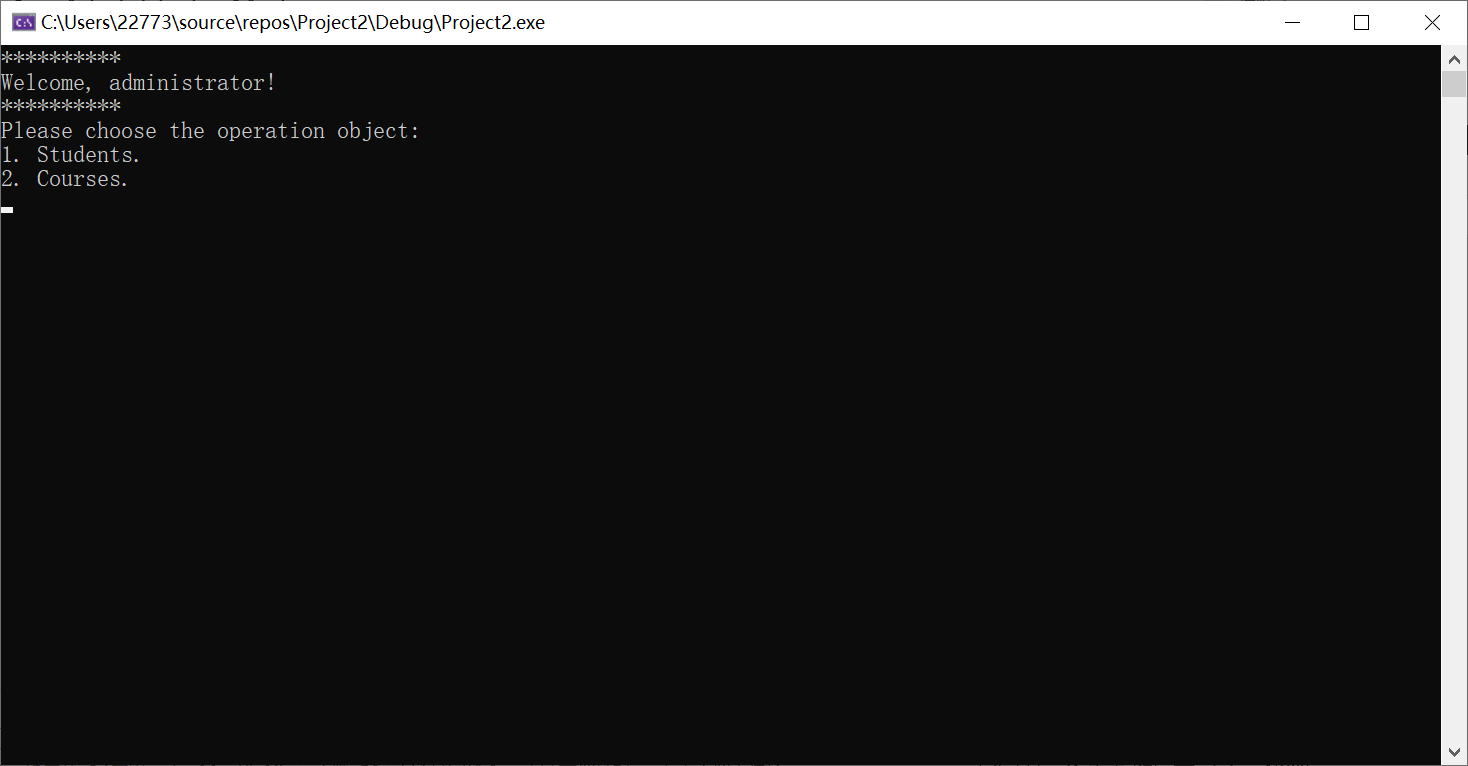 C:\Users\22773\source\repos\Project2\Debug\Project2.exe
**********
Welcome, administrator!
**********
Please choose the operation object:
1. Students.
2. Courses.